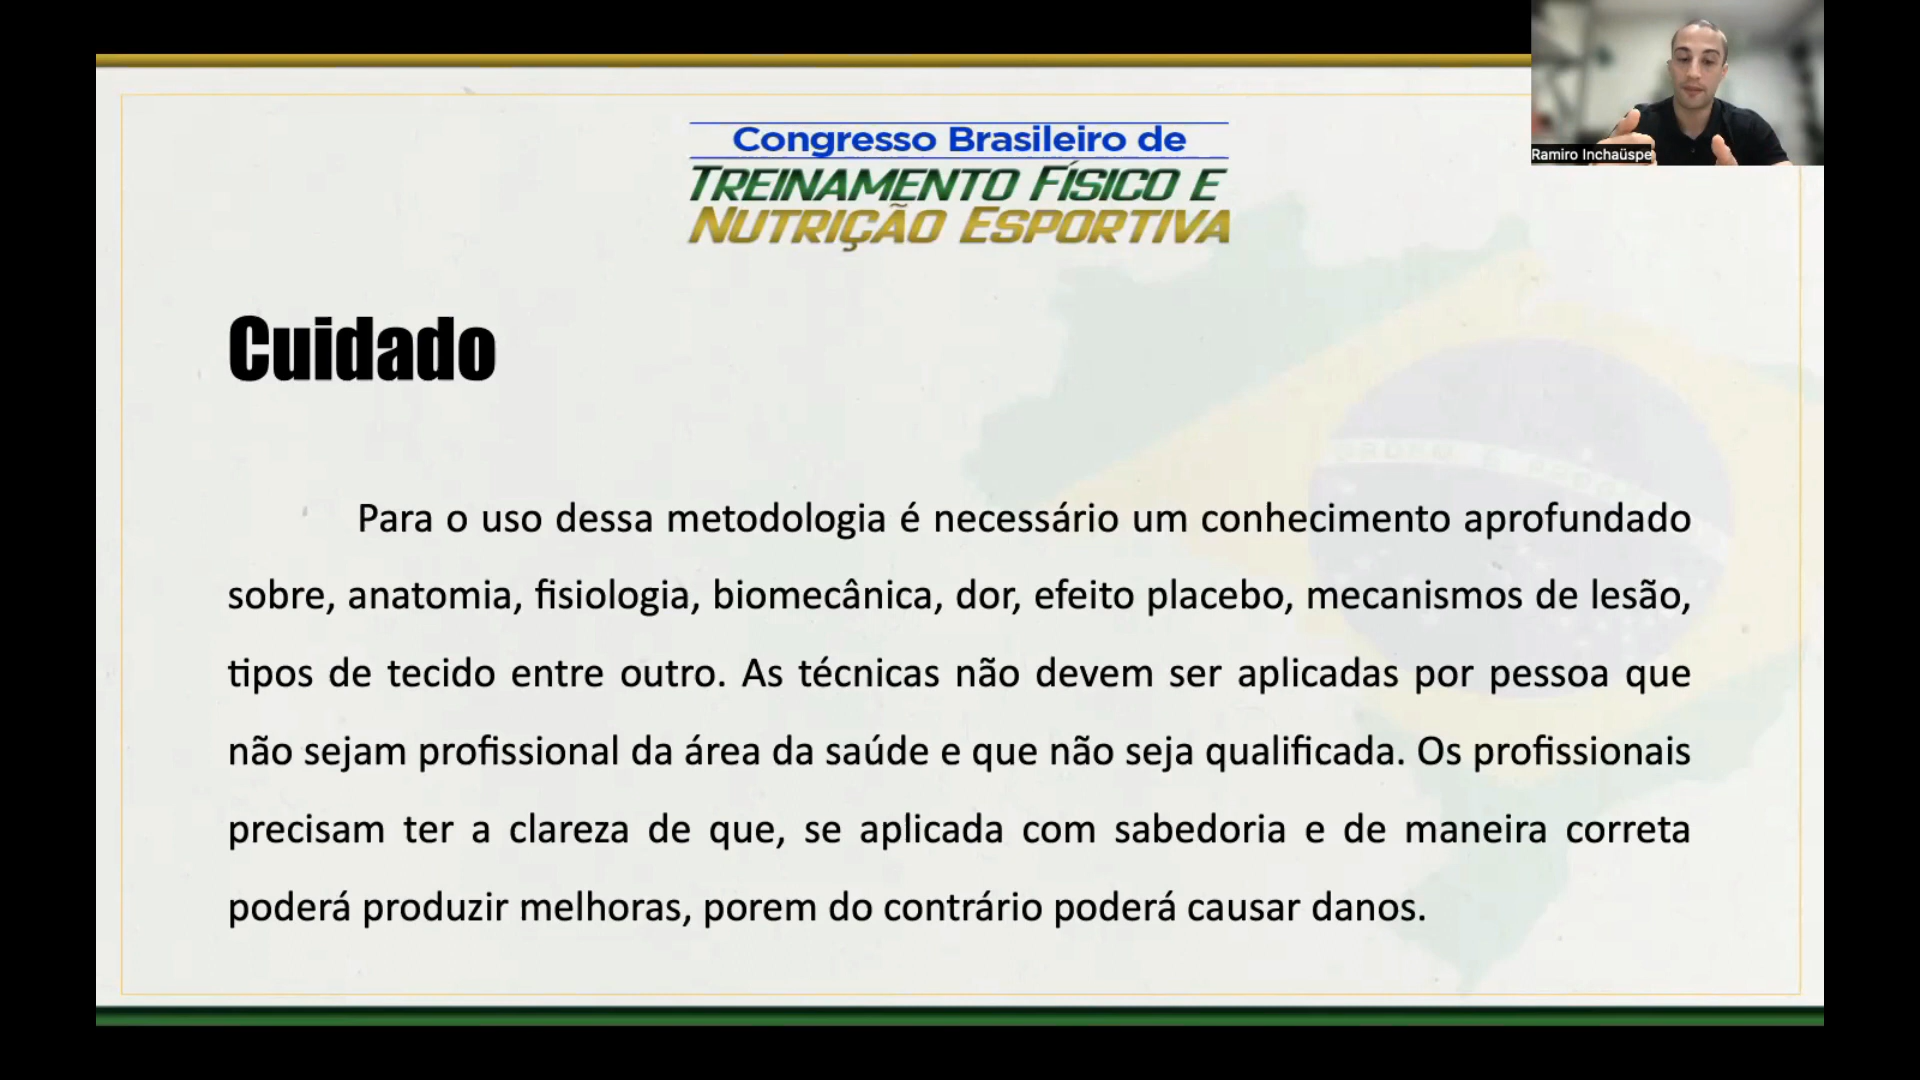 Congresso Brasileiro de
TREINAMENTO FÍSICO E
NUTRIÇÃO ESPORTIVA
Ramiro Inchaüspe
Cuidado
Para o uso dessa metodologia é necessário um conhecimento aprofundado
sobre, anatomia, fisiologia, biomecânica, dor, efeito placebo, mecanismos de lesão,
tipos de tecido entre outro. As técnicas não devem ser aplicadas por pessoa que
não sejam profissional da área da saúde e que não seja qualificada. Os profissionais
precisam ter a clareza de que, se aplicada com sabedoria e de maneira correta
poderá produzir melhoras, porem do contrário poderá causar danos.